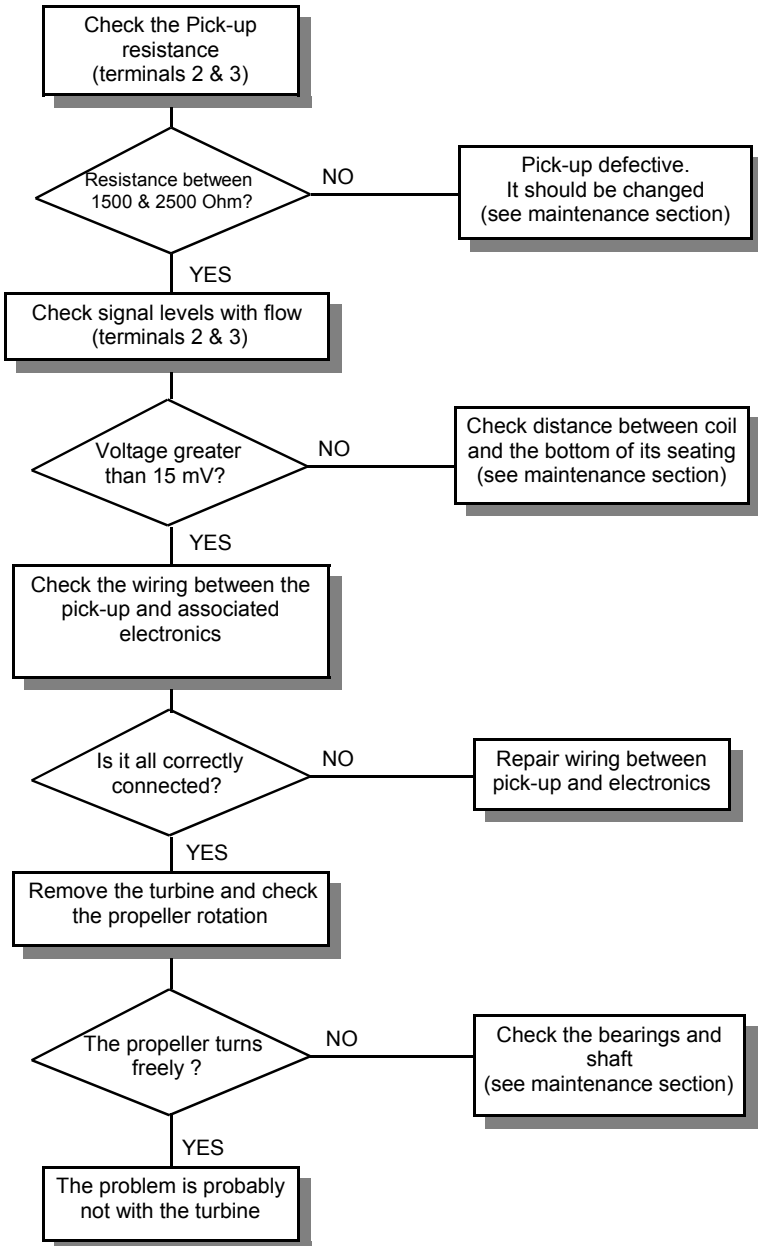 Check the Pick-up
resistance
(terminals 2 & 3)
Resistance between
1500 & 2500 Ohm?
NO
Pick-up defective.
It should be changed
(see maintenance section)
YES
Check signal levels with flow
(terminals 2 & 3)
Voltage greater
than 15 mV?
NO
Check distance between coil
and the bottom of its seating
(see maintenance section)
YES
Check the wiring between the
pick-up and associated
electronics
Is it all correctly
connected?
NO
Repair wiring between
pick-up and electronics
YES
Remove the turbine and check
the propeller rotation
The propeller turns
freely ?
NO
Check the bearings and
shaft
(see maintenance section)
YES
The problem is probably
not with the turbine